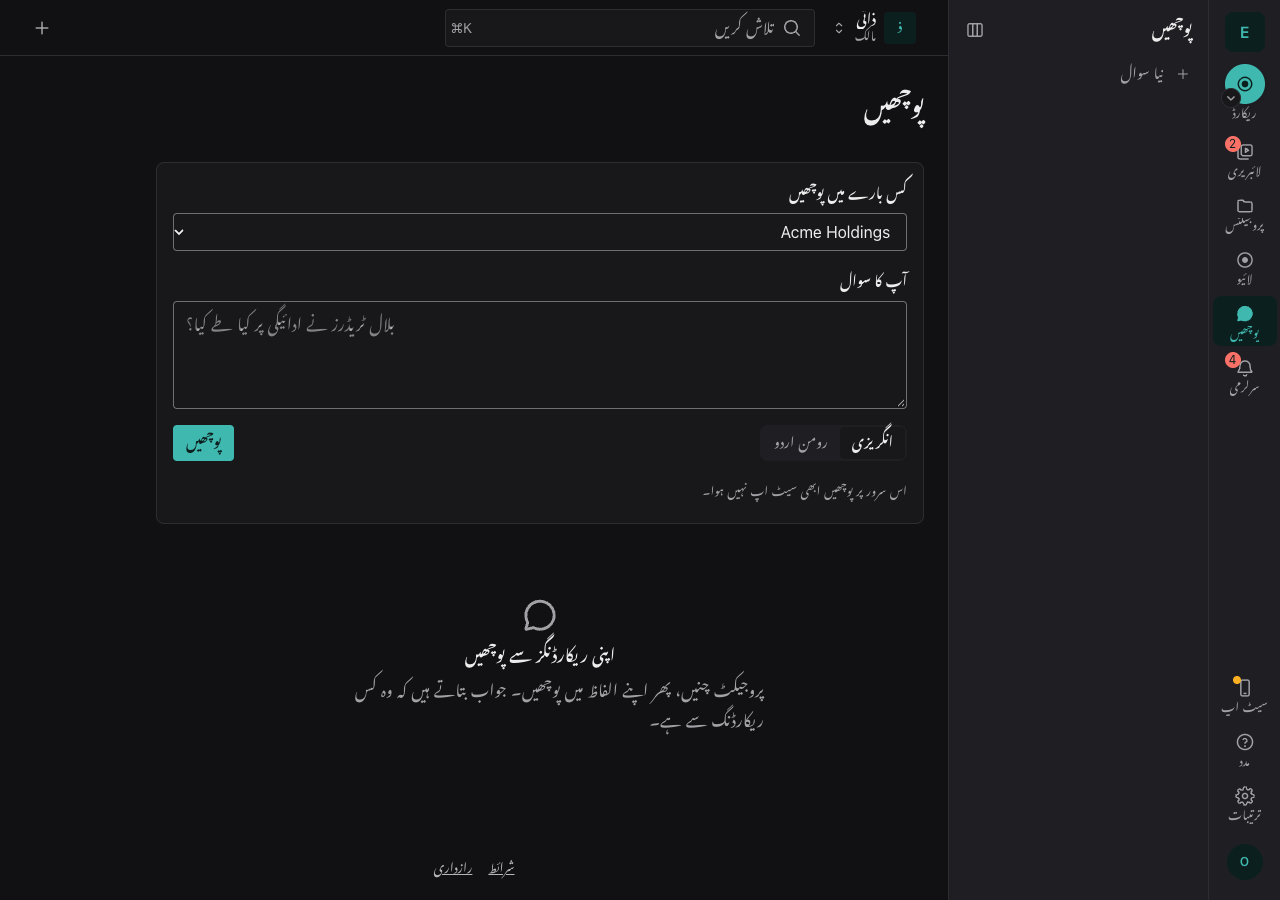 E
ریکارڈ
2
لائبریری
پروجیکٹس
لائیو
پوچھیں
4
سرگرمی
سیٹ اپ
مدد
ترتیبات
O
پوچھیں
نیا سوال
ذ
ذاتی
مالک
تلاش کریں
⌘K
پوچھیں
کس بارے میں پوچھیں
Acme Holdings
آپ کا سوال
بلال ٹریڈرز نے ادائیگی پر کیا طے کیا؟
انگریزی
رومن اردو
پوچھیں
اس سرور پر پوچھیں ابھی سیٹ اپ نہیں ہوا۔
اپنی ریکارڈنگز سے پوچھیں
پروجیکٹ چنیں، پھر اپنے الفاظ میں پوچھیں۔ جواب بتاتے ہیں کہ وہ کس
ریکارڈنگ سے ہے۔
شرائط
رازداری